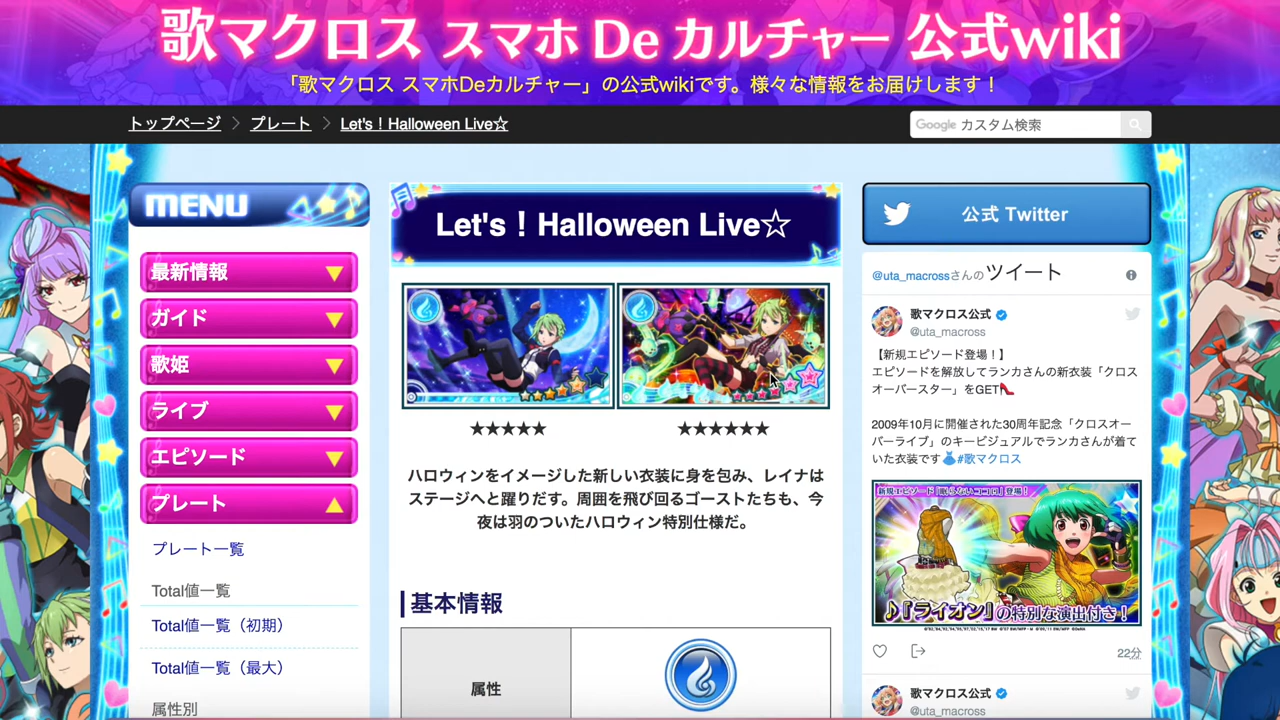 歌マクロス スマホ De カルチャー 公式wiki
「歌マクロス スマホDeカルチャー」の公式wikiです。様々な情報をお届けします！
トップページ > プレート > Let's！Halloween Live☆
Google カスタム検索
MENU
最新情報
ガイド
歌姫
ライブ
エピソード
プレート
プレート一覧
Total値一覧
Total値一覧（初期）
Total値一覧（最大）
属性別
Let's！Halloween Live☆
★★★★★
★★★★★★
ハロウィンをイメージした新しい衣装に身を包み、レイナは
ステージへと躍りだす。周囲を飛び回るゴーストたちも、今
夜は羽のついたハロウィン特別仕様だ。
基本情報
属性
公式 Twitter
@uta_macrossさんのツイート
歌マクロス公式
@uta_macross
【新規エピソード登場！】
エピソードを解放してランカさんの新衣装「クロス
オーバースター」をGET👠
2009年10月に開催された30周年記念「クロスオー
バーライブ」のキービジュアルでランカさんが着て
いた衣装です👗#歌マクロス
新規エピソード「眠らないココロ」登場！
♪『ライオン』の特別な演出付き！
22分
歌マクロス公式
@uta_macross